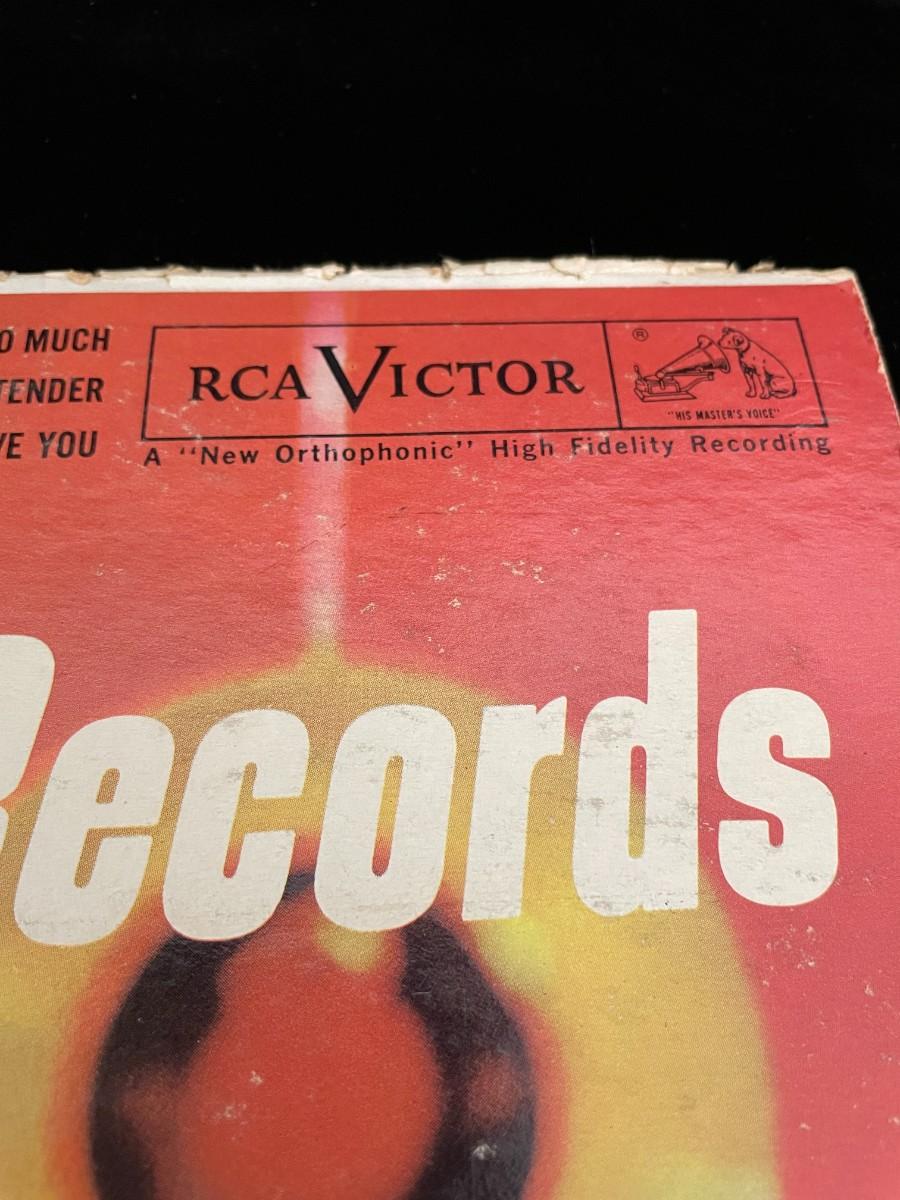 O MUCH
TENDER
VE YOU
RCA VICTOR
®
"HIS MASTER'S VOICE"
A "New Orthophonic" High Fidelity Recording
Records